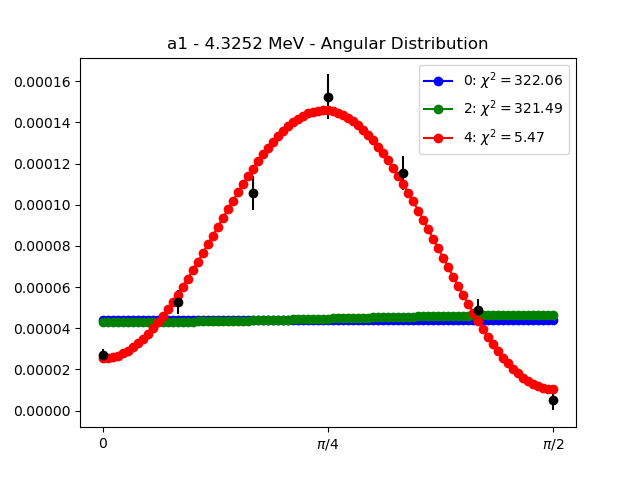 a1 - 4.3252 MeV - Angular Distribution
0: χ² = 322.06
2: χ² = 321.49
4: χ² = 5.47
0.00016
0.00014
0.00012
0.00010
0.00008
0.00006
0.00004
0.00002
0.00000
0
π/4
π/2